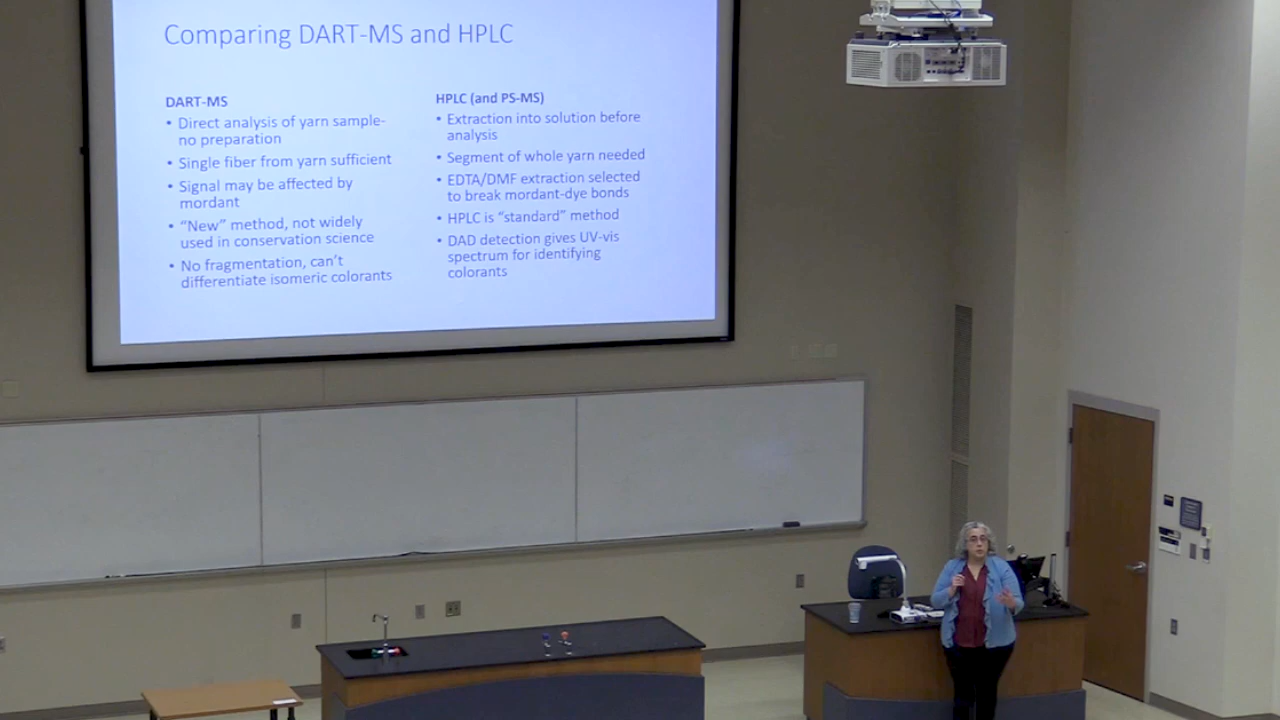 Comparing DART-MS and HPLC
DART-MS
• Direct analysis of yarn sample-
no preparation
• Single fiber from yarn sufficient
• Signal may be affected by
mordant
• “New” method, not widely
used in conservation science
• No fragmentation, can’t
differentiate isomeric colorants
HPLC (and PS-MS)
• Extraction into solution before
analysis
• Segment of whole yarn needed
• EDTA/DMF extraction selected
to break mordant-dye bonds
• HPLC is “standard” method
• DAD detection gives UV-vis
spectrum for identifying
colorants